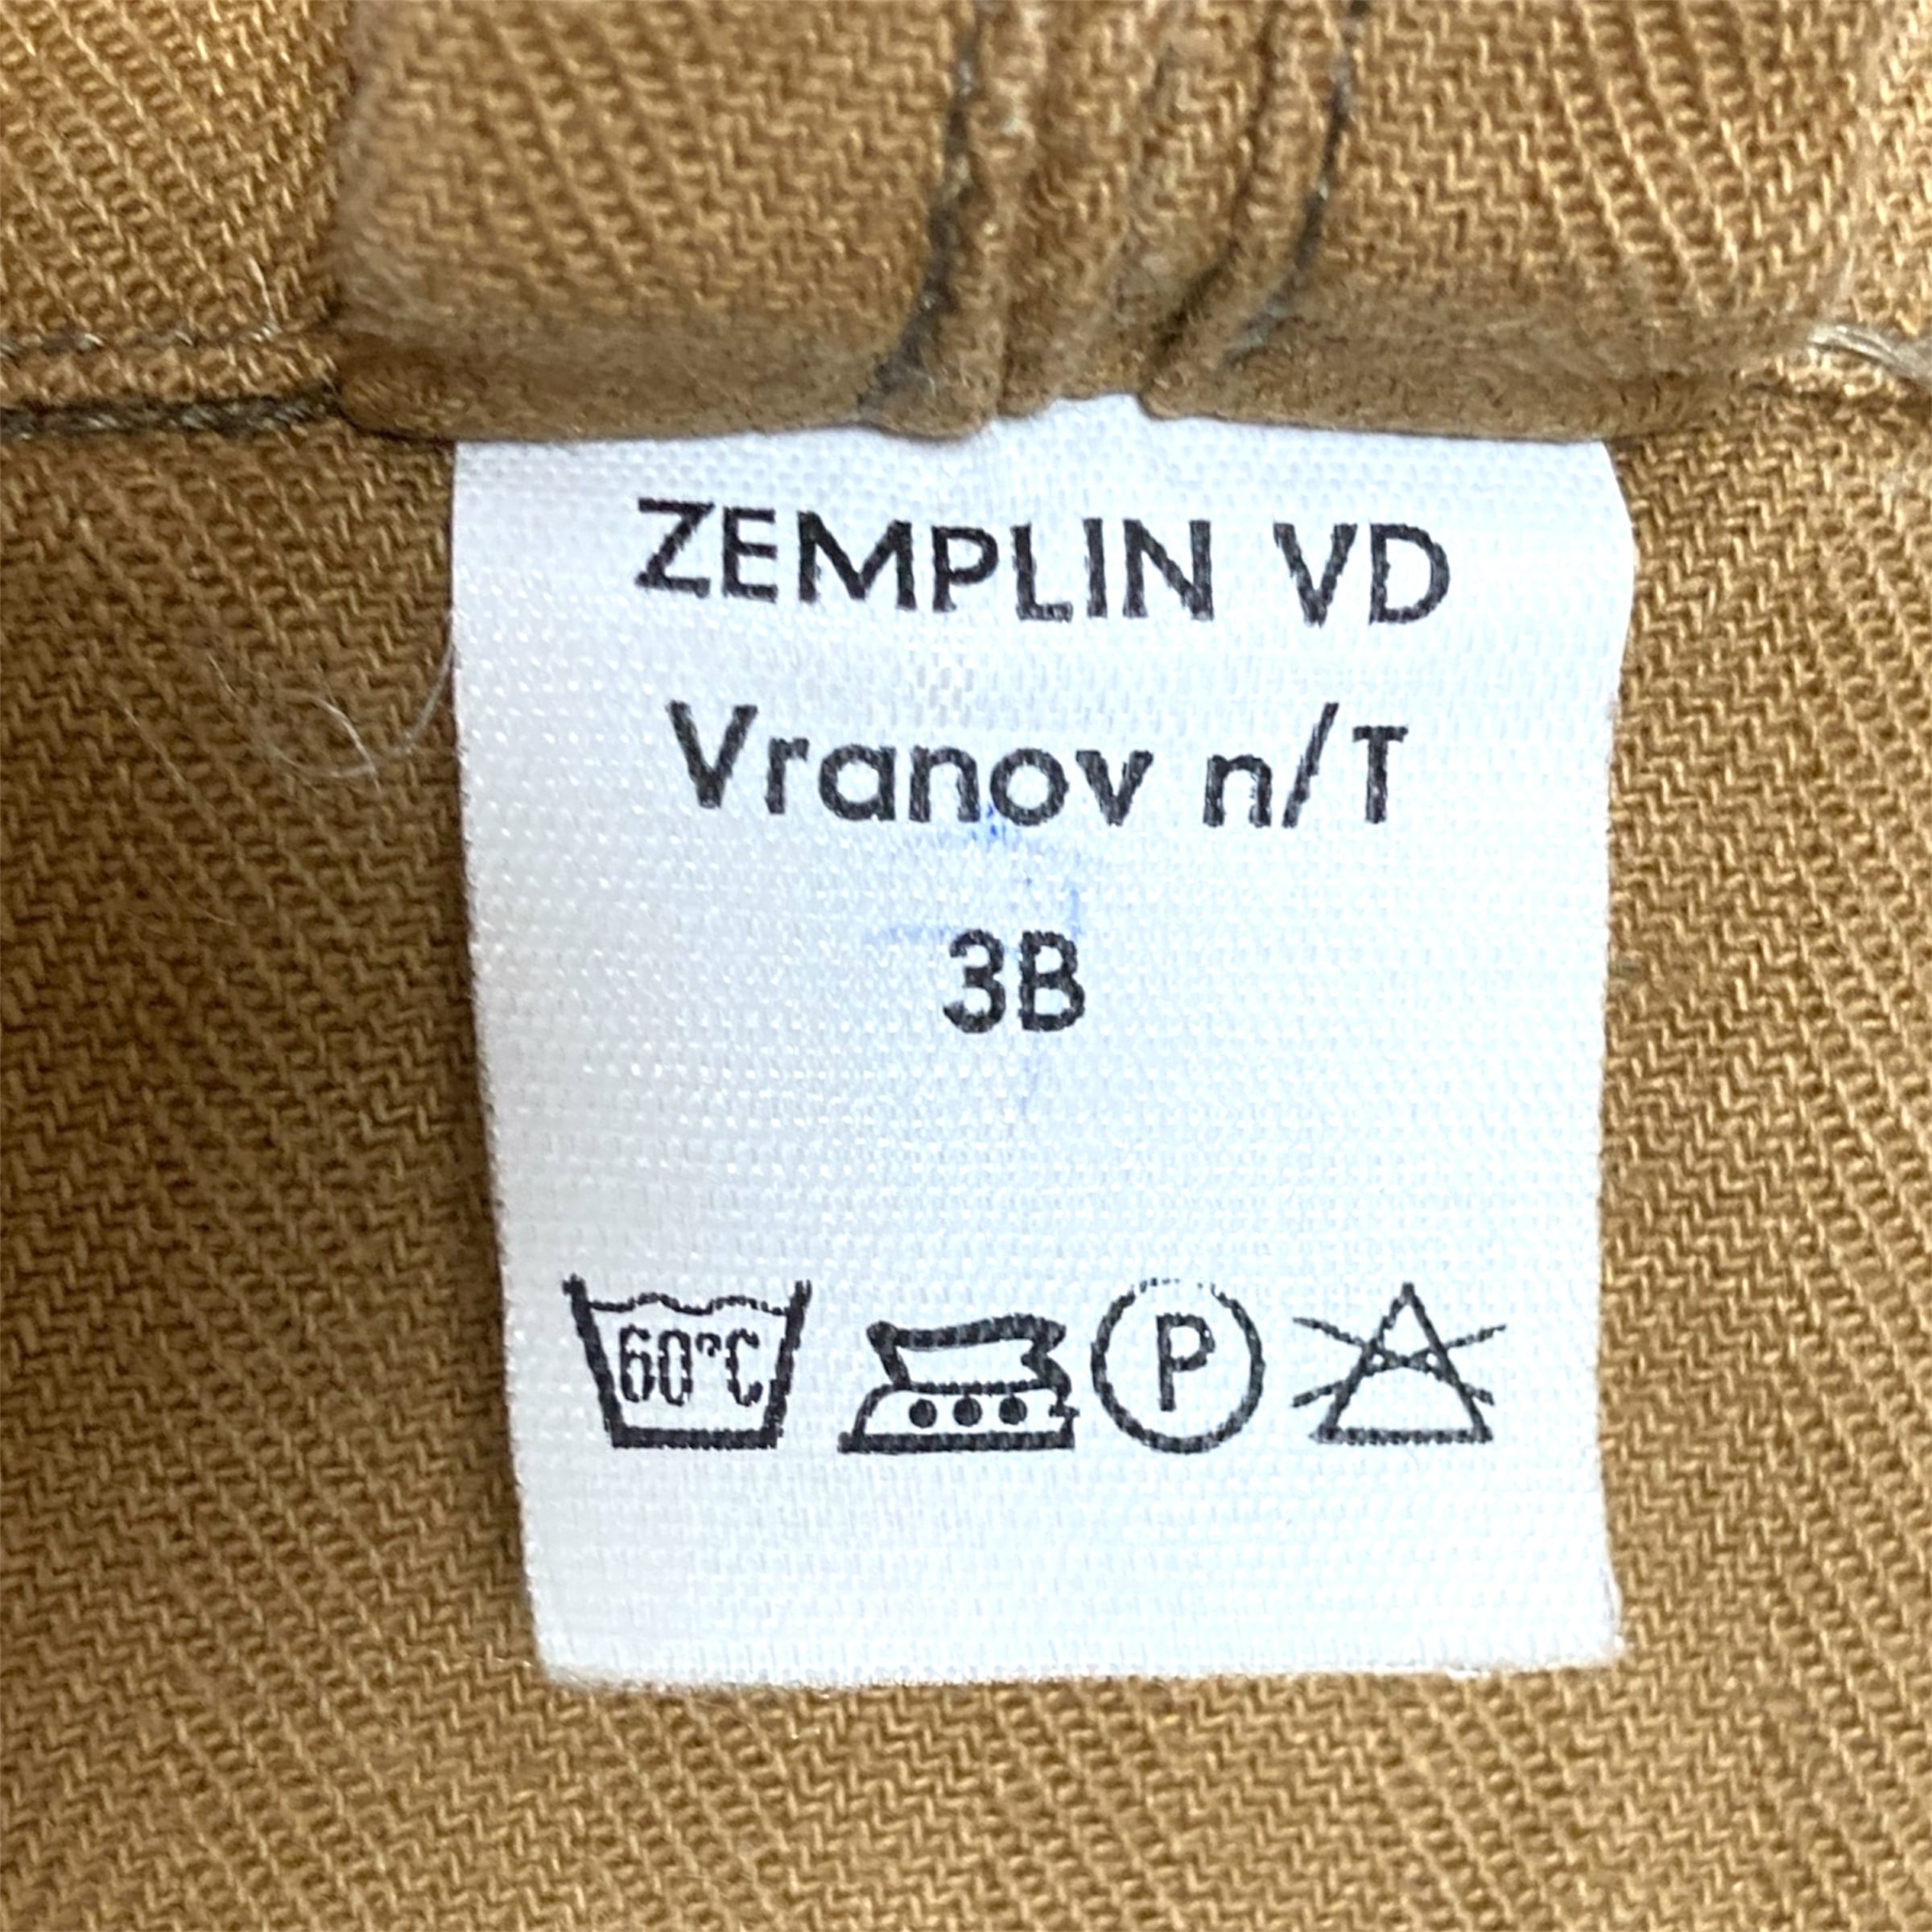 ZEMPLIN VD
Vranov n/T
3B
60°C P